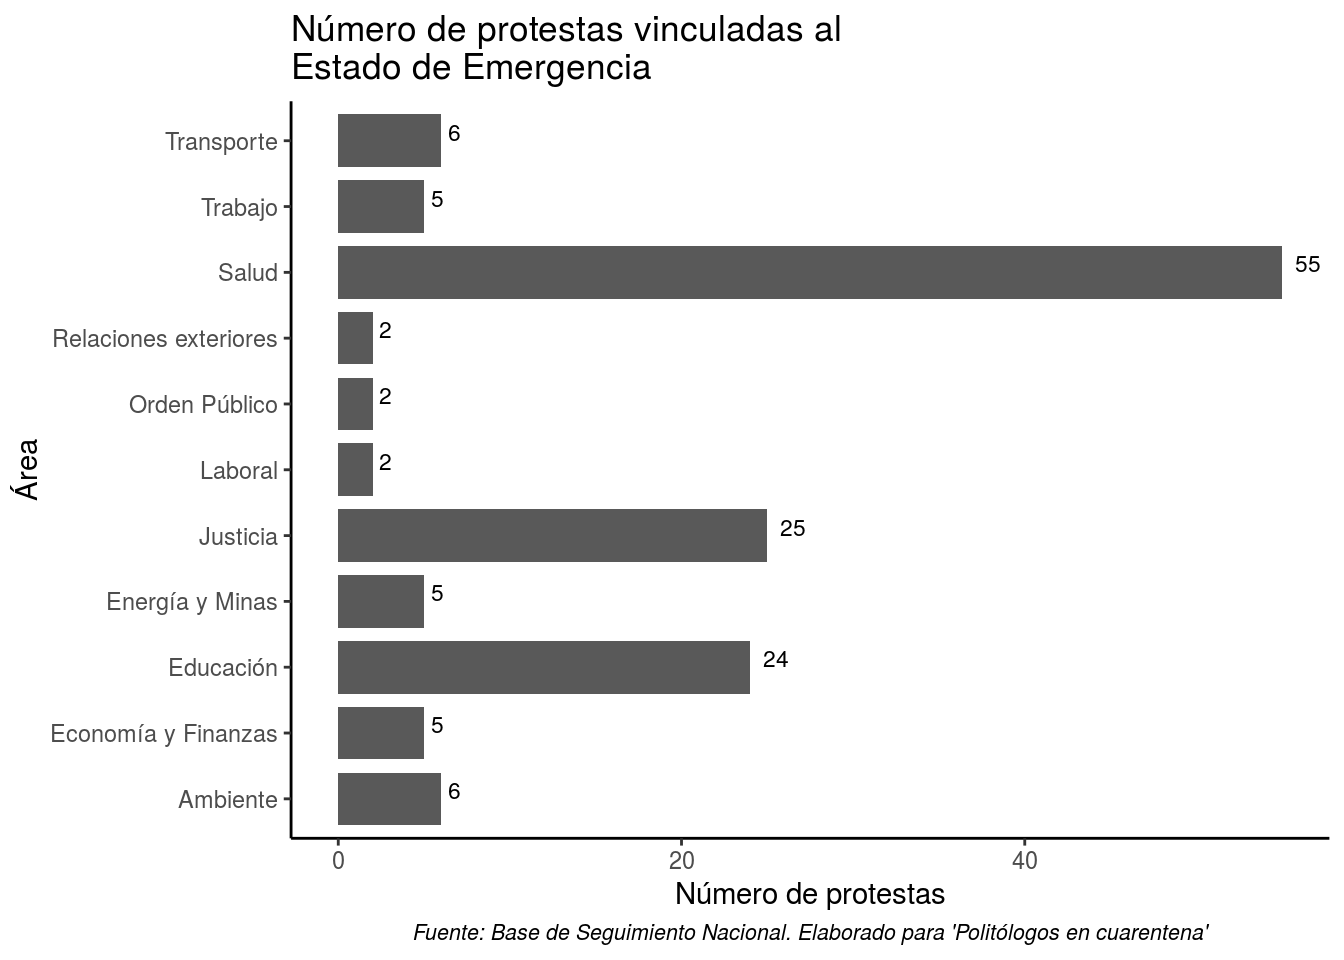 Número de protestas vinculadas al
Estado de Emergencia
Transporte 6
Trabajo 5
Salud 55
Relaciones exteriores 2
Orden Público 2
Laboral 2
Justicia 25
Energía y Minas 5
Educación 24
Economía y Finanzas 5
Ambiente 6
Área
0 20 40
Número de protestas
Fuente: Base de Seguimiento Nacional. Elaborado para 'Politólogos en cuarentena'